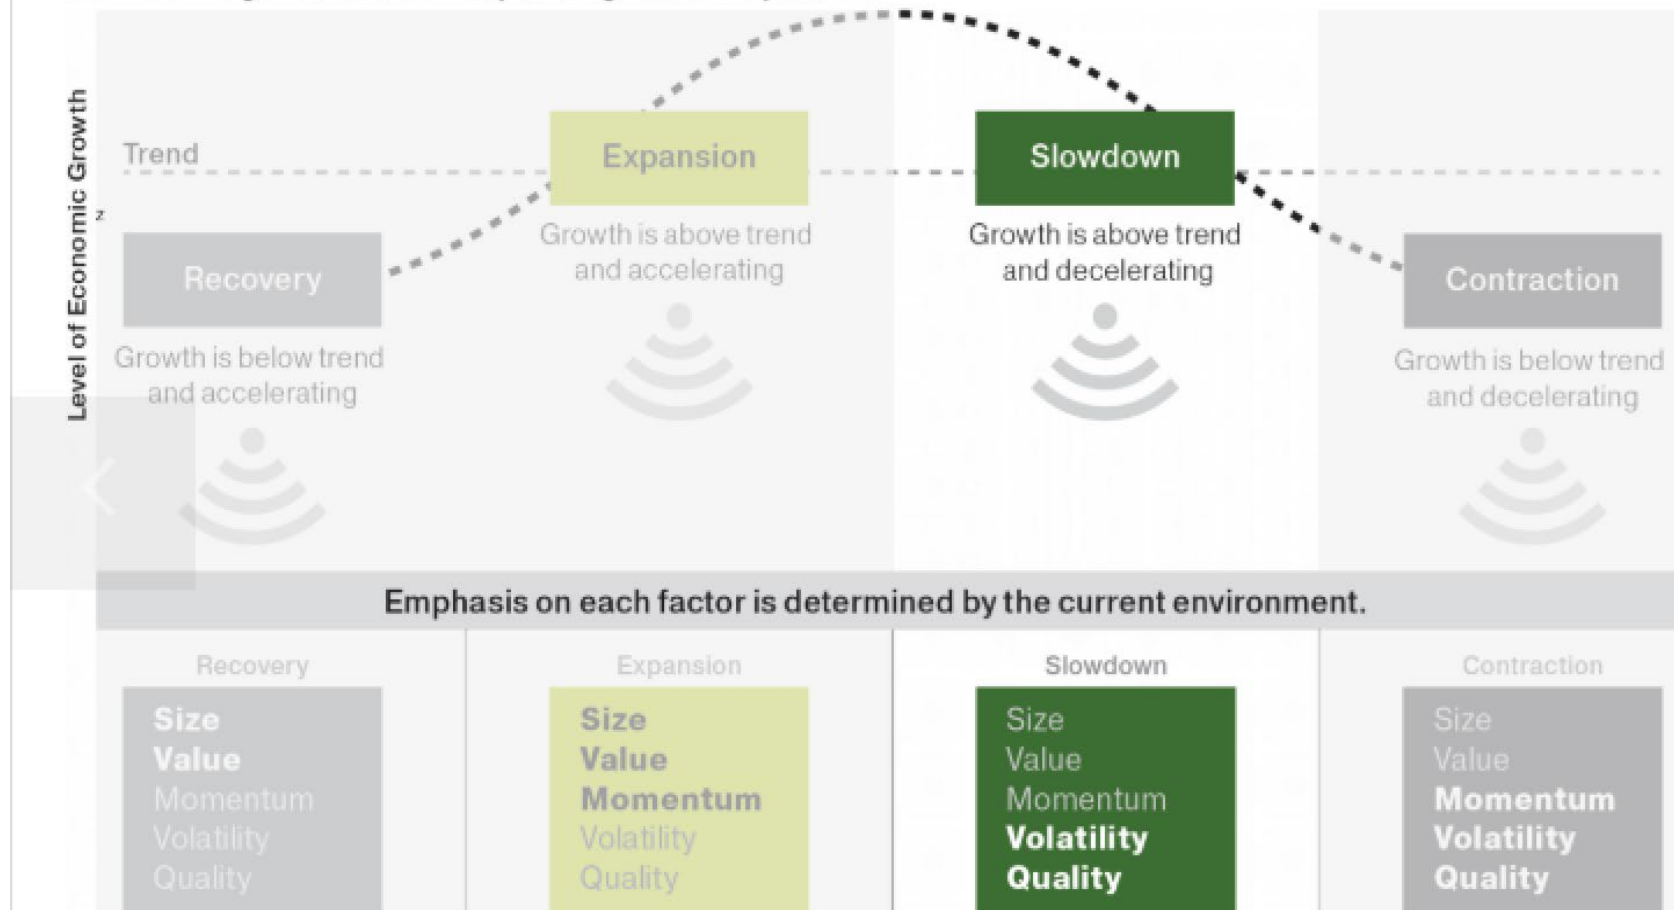 Level of Economic Growth
z
Trend
Expansion
Slowdown
Growth is above trend
and accelerating
Growth is above trend
and decelerating
Recovery
Contraction
Growth is below trend
and accelerating
Growth is below trend
and decelerating
Emphasis on each factor is determined by the current environment.
Recovery
Size
Value
Momentum
Volatility
Quality
Expansion
Size
Value
Momentum
Volatility
Quality
Slowdown
Size
Value
Momentum
Volatility
Quality
Contraction
Size
Value
Momentum
Volatility
Quality